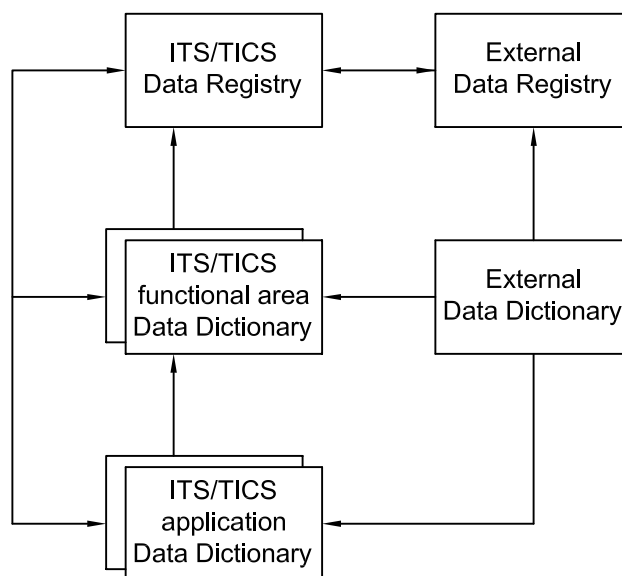 ITS/TICS
Data Registry
External
Data Registry
ITS/TICS
functional area
Data Dictionary
External
Data Dictionary
ITS/TICS
application
Data Dictionary